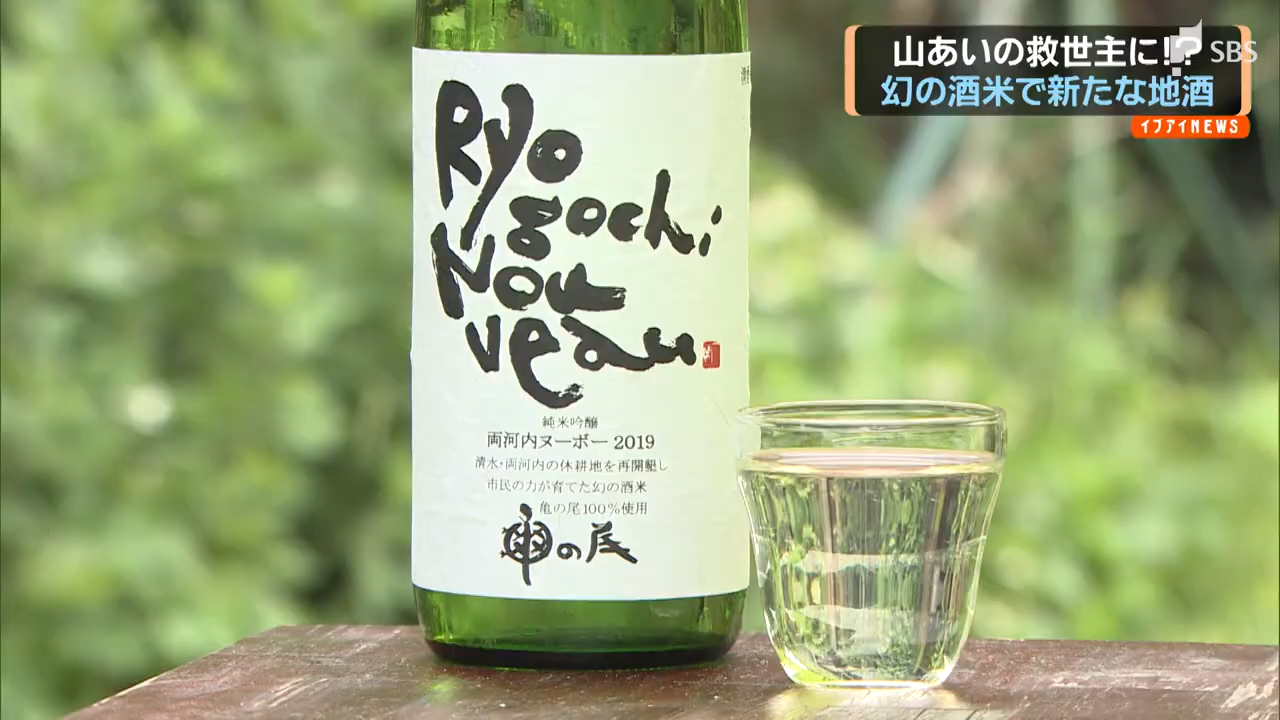 山あいの救世主に!?
SBS
幻の酒米で新たな地酒
イブアイNEWS
Ryo
gochi
Nou
veau
純米吟醸
両河内ヌーボー 2019
清水・両河内の休耕地を再開墾し
市民の力が育てた幻の酒米
亀の尾100%使用
亀の尾